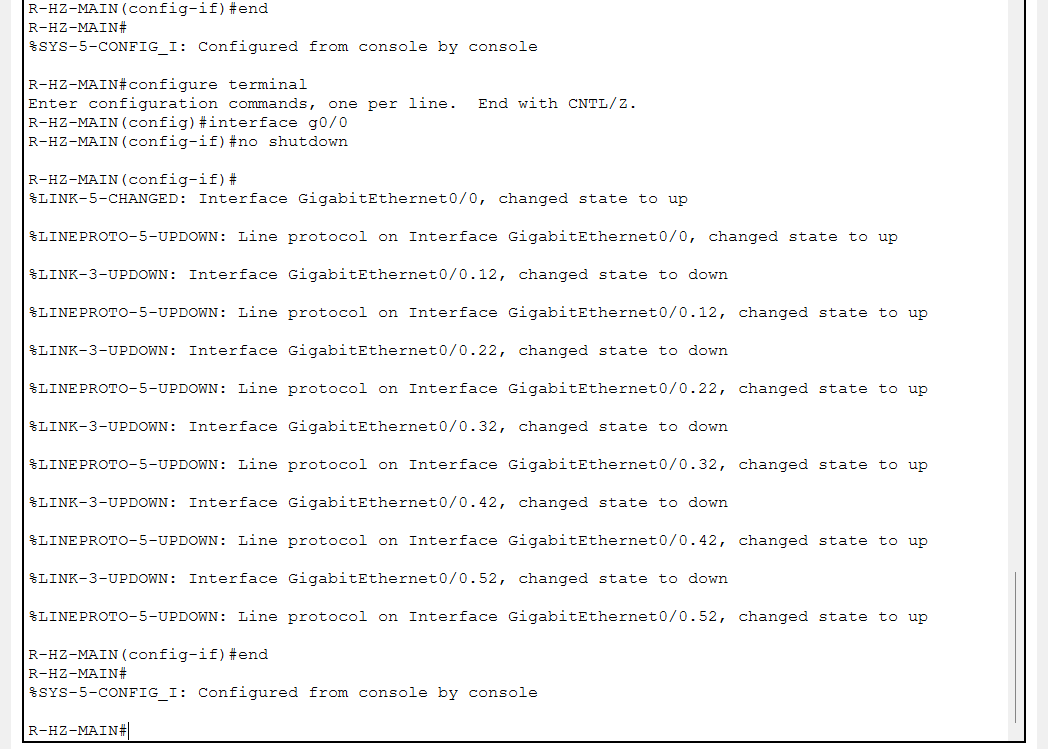 R-HZ-MAIN(config-if)#end
R-HZ-MAIN#
%SYS-5-CONFIG_I: Configured from console by console
R-HZ-MAIN#configure terminal
Enter configuration commands, one per line.  End with CNTL/Z.
R-HZ-MAIN(config)#interface g0/0
R-HZ-MAIN(config-if)#no shutdown
R-HZ-MAIN(config-if)#
%LINK-5-CHANGED: Interface GigabitEthernet0/0, changed state to up
%LINEPROTO-5-UPDOWN: Line protocol on Interface GigabitEthernet0/0, changed state to up
%LINK-3-UPDOWN: Interface GigabitEthernet0/0.12, changed state to down
%LINEPROTO-5-UPDOWN: Line protocol on Interface GigabitEthernet0/0.12, changed state to up
%LINK-3-UPDOWN: Interface GigabitEthernet0/0.22, changed state to down
%LINEPROTO-5-UPDOWN: Line protocol on Interface GigabitEthernet0/0.22, changed state to up
%LINK-3-UPDOWN: Interface GigabitEthernet0/0.32, changed state to down
%LINEPROTO-5-UPDOWN: Line protocol on Interface GigabitEthernet0/0.32, changed state to up
%LINK-3-UPDOWN: Interface GigabitEthernet0/0.42, changed state to down
%LINEPROTO-5-UPDOWN: Line protocol on Interface GigabitEthernet0/0.42, changed state to up
%LINK-3-UPDOWN: Interface GigabitEthernet0/0.52, changed state to down
%LINEPROTO-5-UPDOWN: Line protocol on Interface GigabitEthernet0/0.52, changed state to up
R-HZ-MAIN(config-if)#end
R-HZ-MAIN#
%SYS-5-CONFIG_I: Configured from console by console
R-HZ-MAIN#